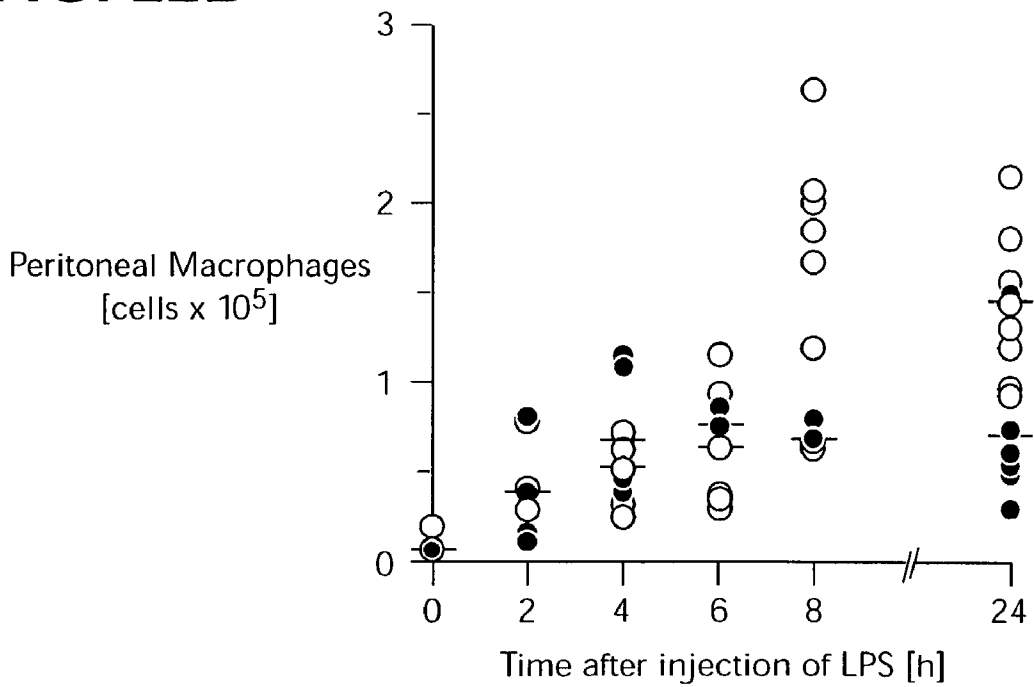 3
2
Peritoneal Macrophages
[cells x 10⁵]
1
0
0 2 4 6 8 24
Time after injection of LPS [h]